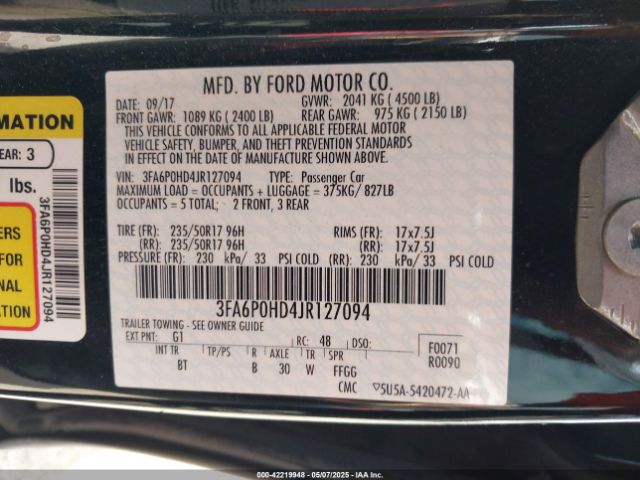 MFD. BY FORD MOTOR CO.
DATE: 09/17 GVWR: 2041 KG ( 4500 LB)
FRONT GAWR: 1089 KG ( 2400 LB) REAR GAWR: 975 KG ( 2150 LB)
THIS VEHICLE CONFORMS TO ALL APPLICABLE FEDERAL MOTOR
VEHICLE SAFETY, BUMPER, AND THEFT PREVENTION STANDARDS
IN EFFECT ON THE DATE OF MANUFACTURE SHOWN ABOVE.
VIN: 3FA6P0HD4JR127094 TYPE: Passenger Car
MAXIMUM LOAD = OCCUPANTS + LUGGAGE = 375KG/ 827LB
OCCUPANTS = 5 TOTAL; 2 FRONT, 3 REAR
TIRE (FR): 235/50R17 96H RIMS (FR): 17x7.5J
(RR): 235/50R17 96H (RR): 17x7.5J
PRESSURE (FR): 230 kPa/ 33 PSI COLD (RR): 230 kPa/ 33 PSI COLD
3FA6P0HD4JR127094
TRAILER TOWING - SEE OWNER GUIDE
EXT PNT: G1 RC: 48 DSO:
F0071
R0090
INT TR TP/PS R AXLE TR SPR
BT B 30 W FFGG
CMC 5U5A-5420472-AA
RMATION
EAR: 3
lbs.
ERS
FOR
NAL
N
3FA6P0HD4JR127094
000-42219948 - 05/07/2025 - IAAI, Inc.